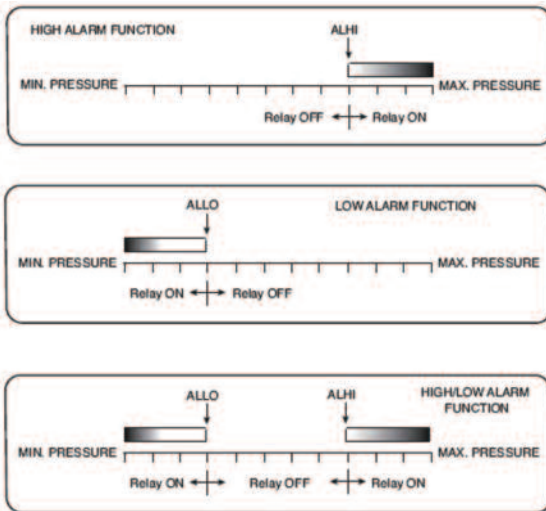 HIGH ALARM FUNCTION
ALHI
MIN. PRESSURE
MAX. PRESSURE
Relay OFF
Relay ON
ALLO
LOW ALARM FUNCTION
MIN. PRESSURE
MAX. PRESSURE
Relay ON
Relay OFF
ALLO
ALHI
HIGH/LOW ALARM
FUNCTION
MIN. PRESSURE
MAX. PRESSURE
Relay ON
Relay OFF
Relay ON